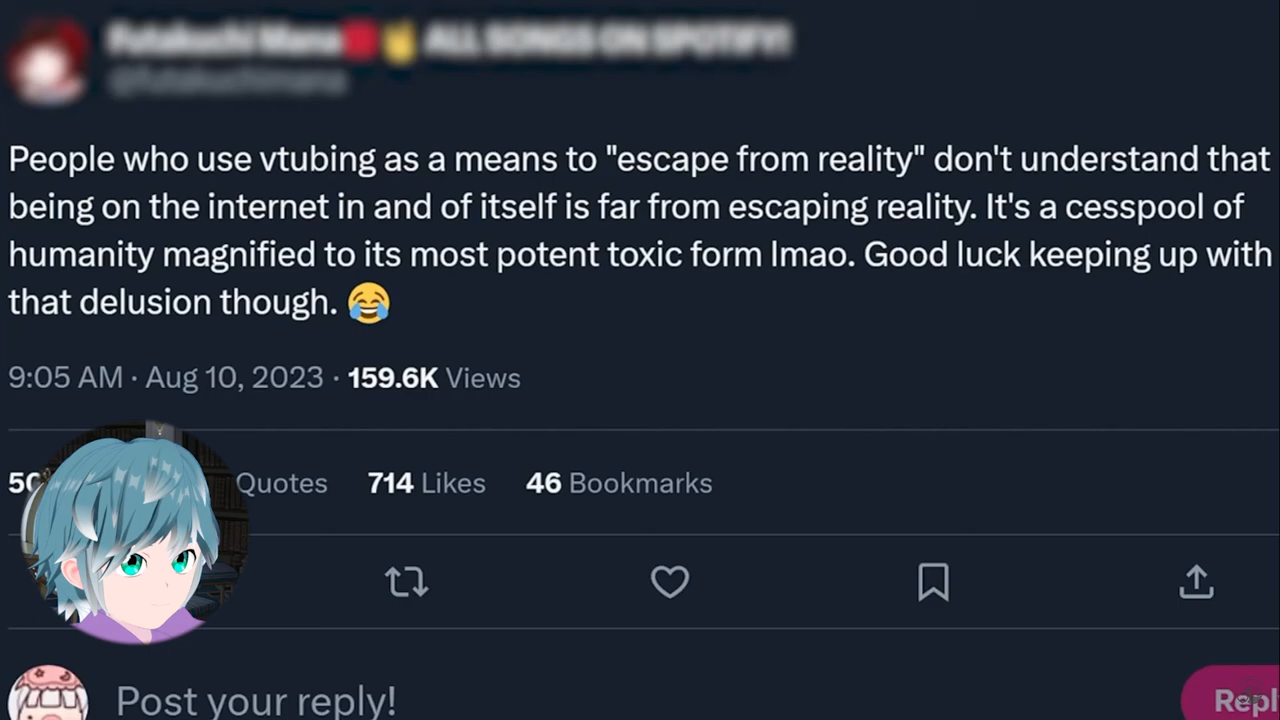 People who use vtubing as a means to "escape from reality" don't understand that
being on the internet in and of itself is far from escaping reality. It's a cesspool of
humanity magnified to its most potent toxic form lmao. Good luck keeping up with
that delusion though. 😂
9:05 AM · Aug 10, 2023 · 159.6K Views
Quotes 714 Likes 46 Bookmarks
Post your reply!
Repl